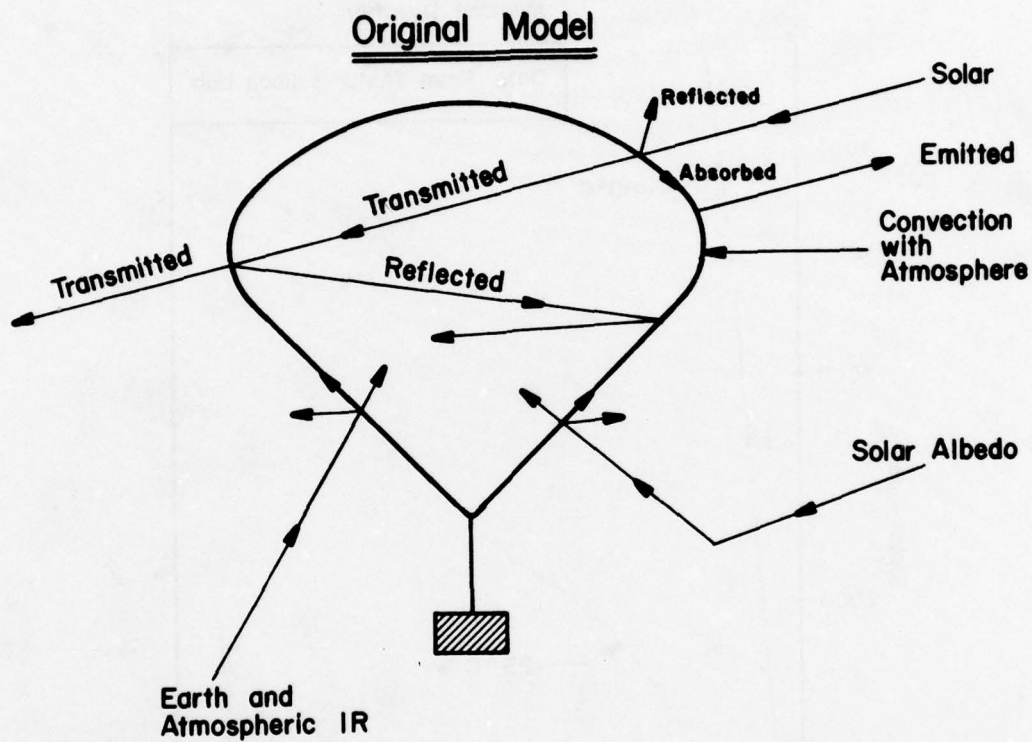 Original Model
Solar
Reflected
Absorbed
Emitted
Transmitted
Convection
with
Atmosphere
Transmitted
Reflected
Solar Albedo
Earth and
Atmospheric IR